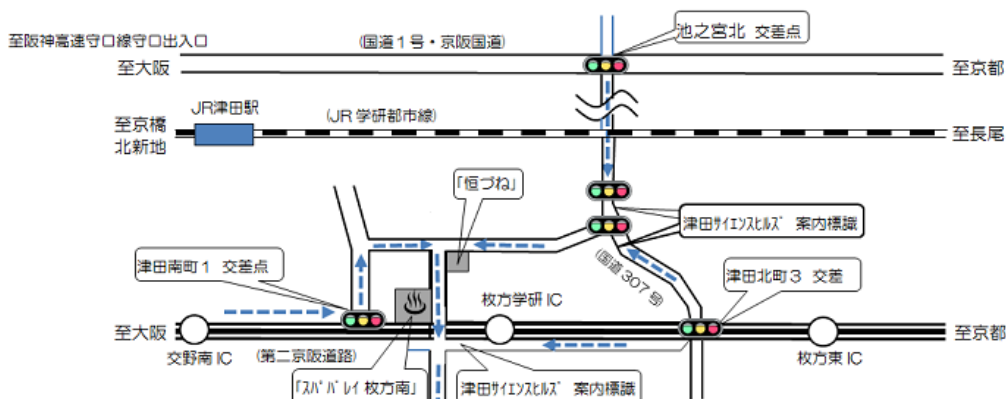 池之宮北 交差点
至阪神高速守口線守口出入口
(国道1号・京阪国道)
至大阪
至京都
JR津田駅
(JR 学研都市線)
至京橋
北新地
至長尾
「恒づね」
津田サイエンスヒルズ 案内標識
津田南町1 交差点
(国道 307 号)
津田北町3 交差
枚方学研 IC
至大阪
至京都
交野南 IC
(第二京阪道路)
枚方東 IC
「スパバレイ 枚方南」
津田サイエンスヒルズ 案内標識